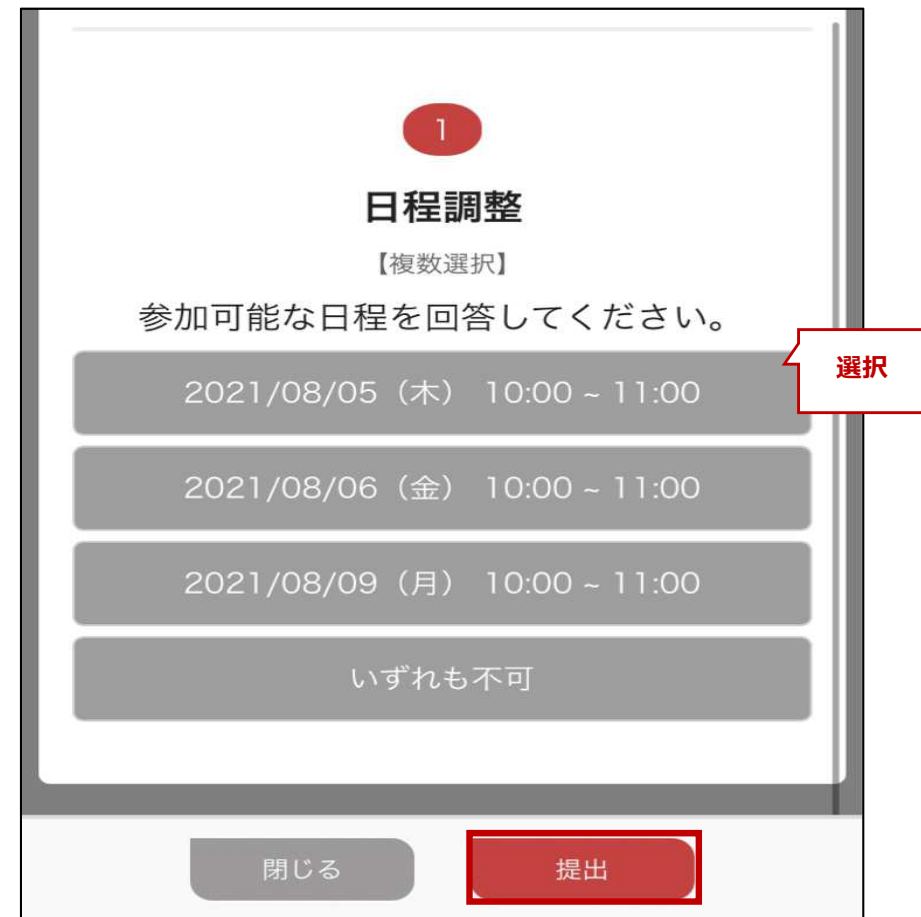 1
日程調整
【複数選択】
参加可能な日程を回答してください。
2021/08/05（木） 10:00 ~ 11:00
選択
2021/08/06（金） 10:00 ~ 11:00
2021/08/09（月） 10:00 ~ 11:00
いずれも不可
閉じる
提出